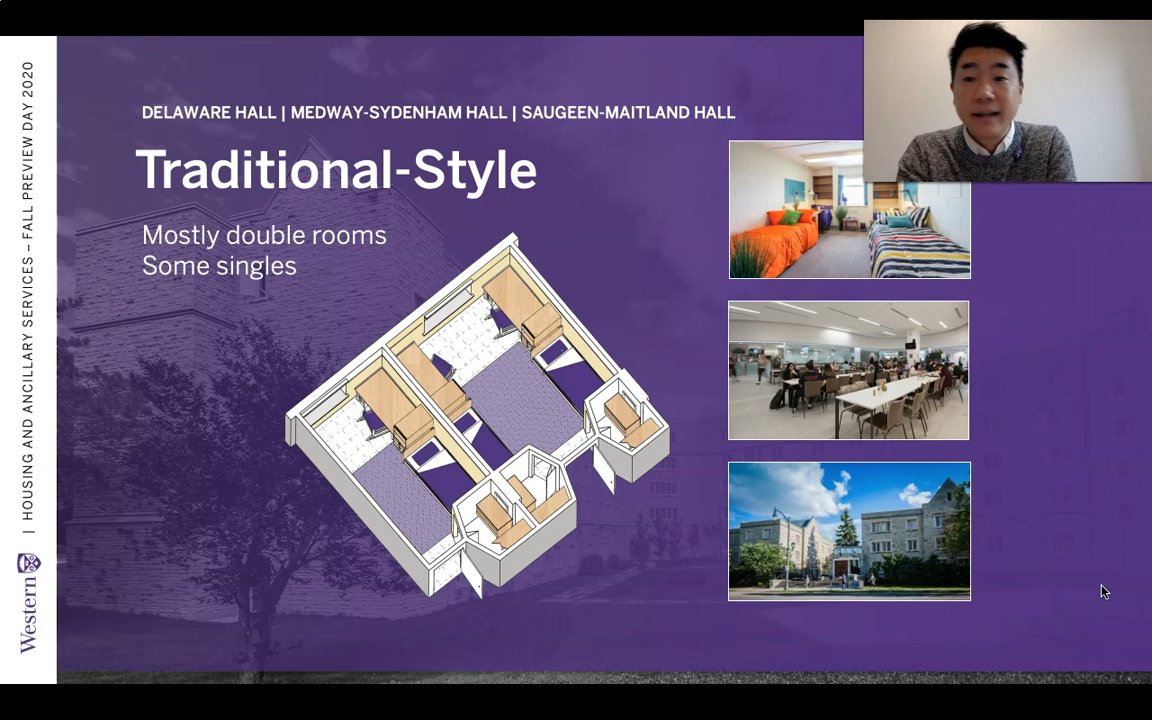 DELAWARE HALL | MEDWAY-SYDENHAM HALL | SAUGEEN-MAITLAND HALL
Traditional-Style
Mostly double rooms
Some singles
Western | HOUSING AND ANCILLARY SERVICES – FALL PREVIEW DAY 2020